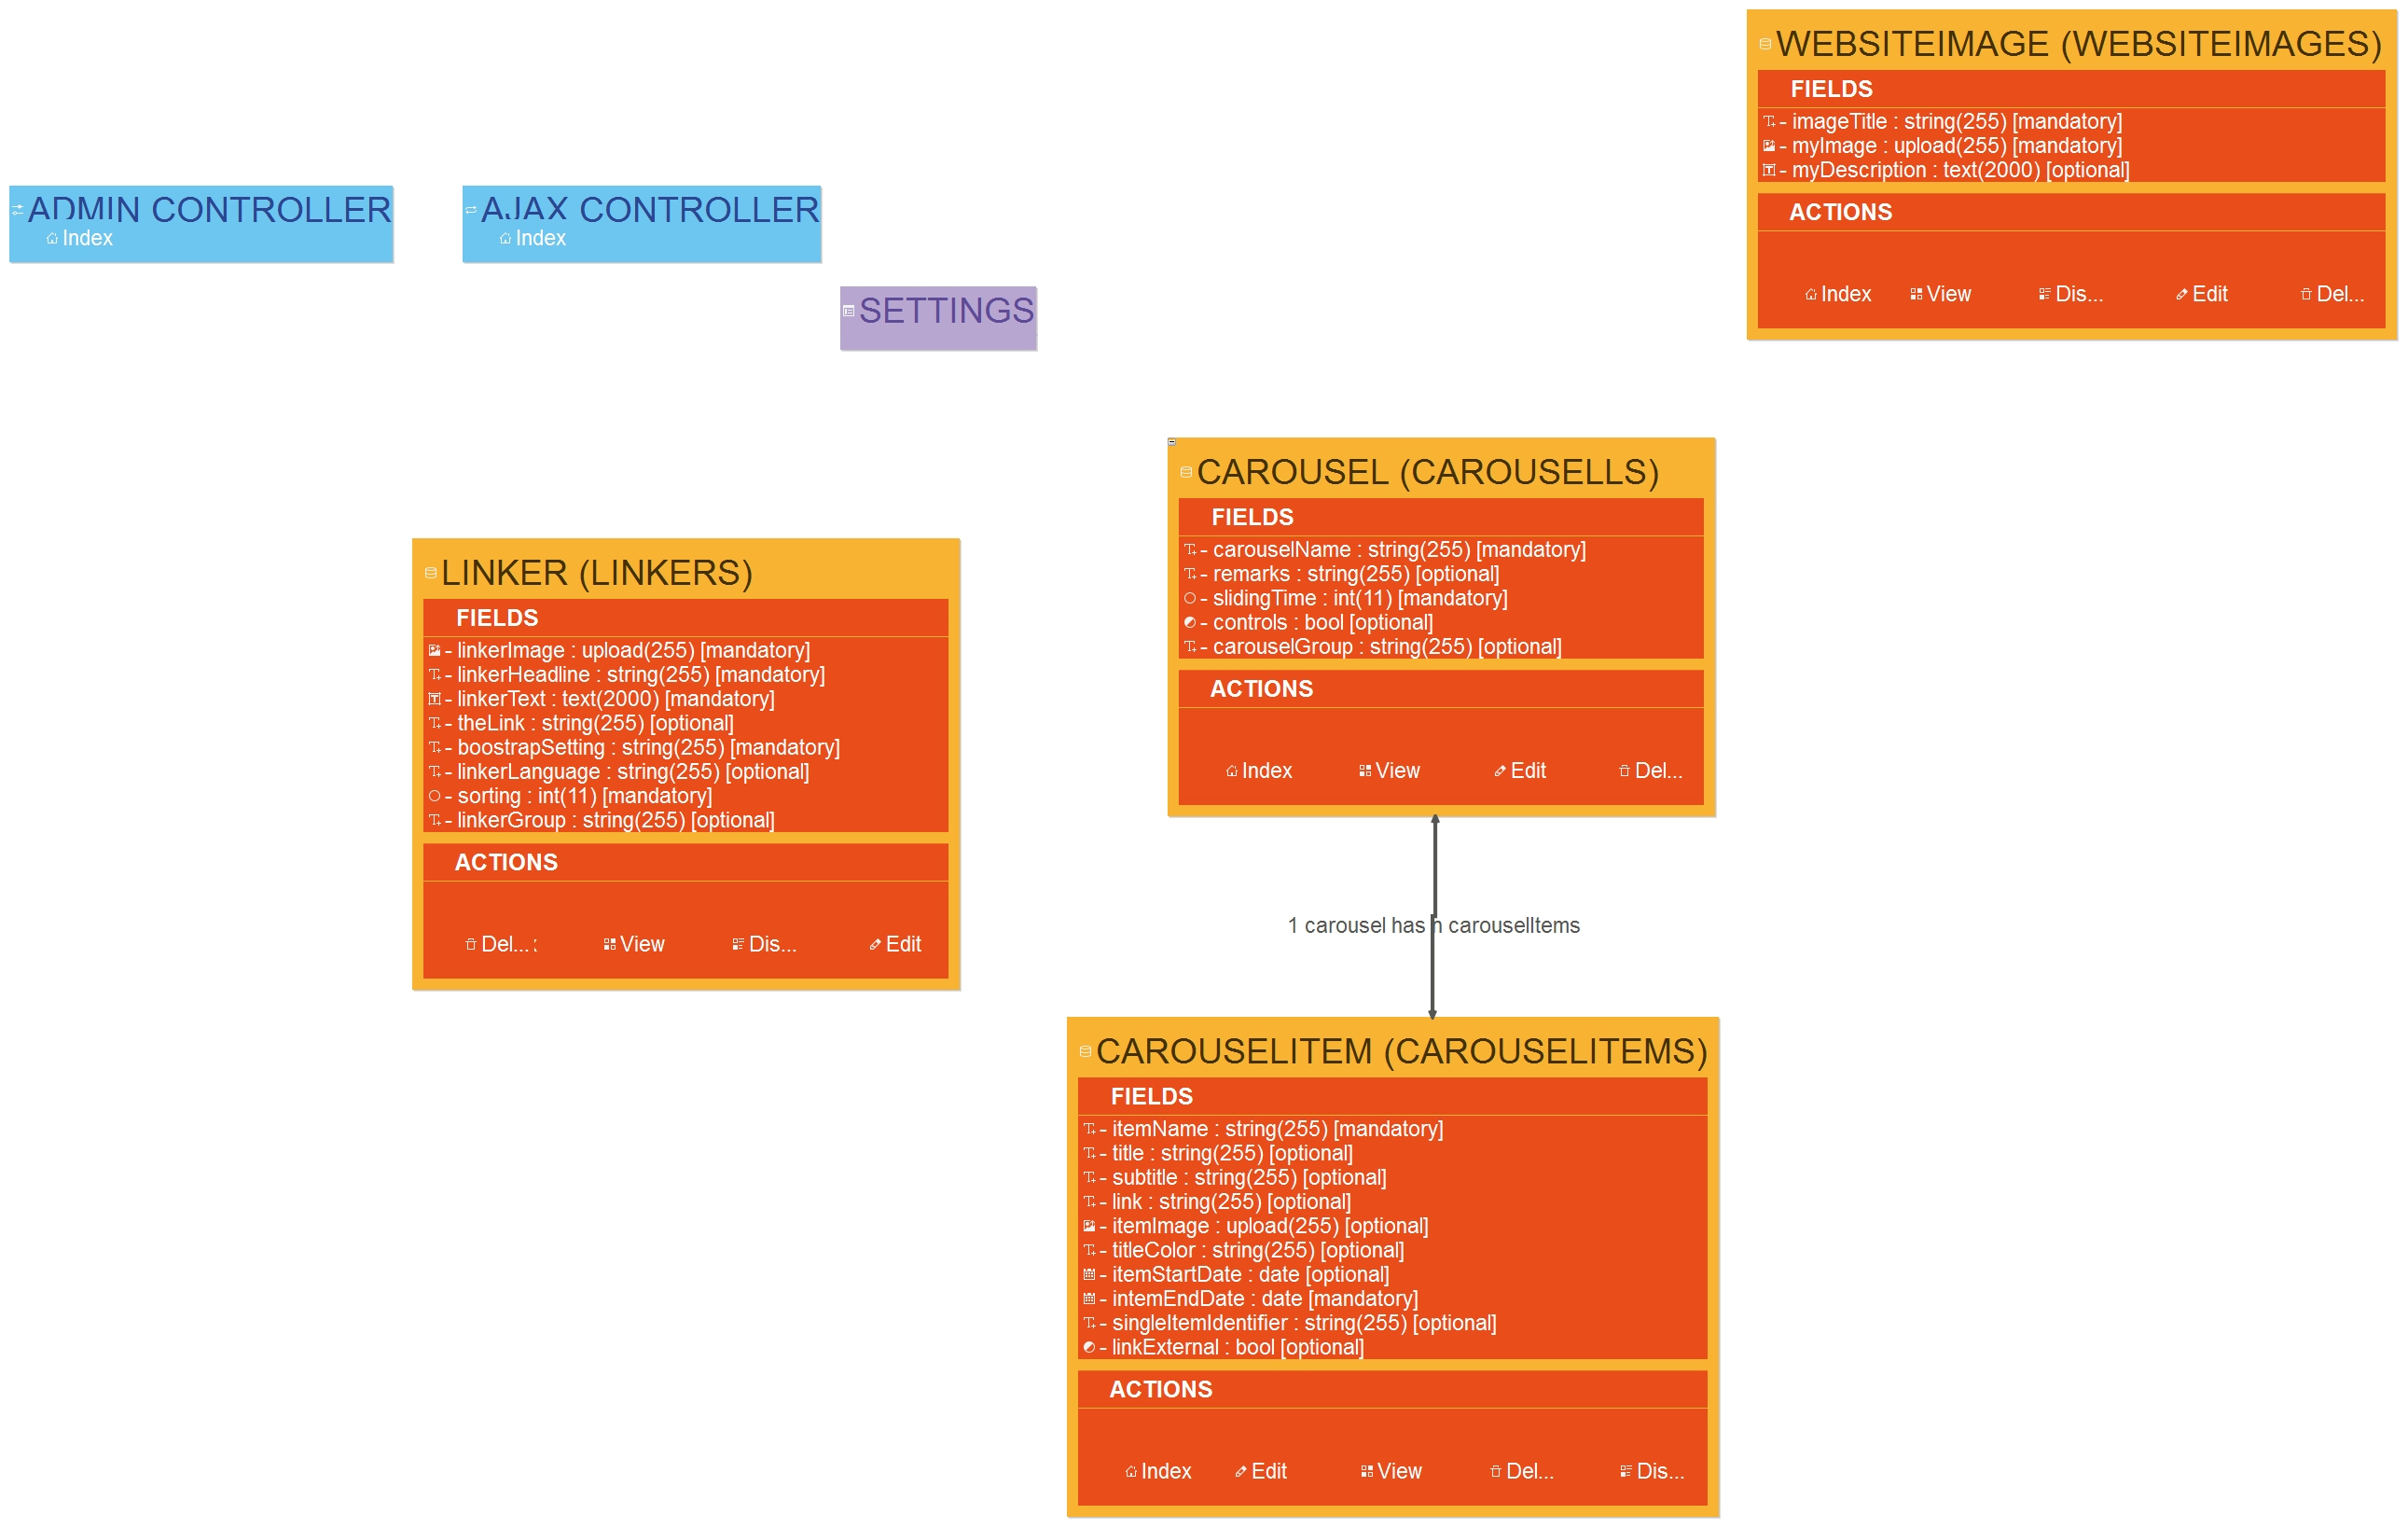 WEBSITEIMAGE (WEBSITEIMAGES)
FIELDS
- imageTitle : string(255) [mandatory]
- myImage : upload(255) [mandatory]
- myDescription : text(2000) [optional]
ACTIONS
Index View Dis... Edit Del...
ADMIN CONTROLLER
Index
AJAX CONTROLLER
Index
SETTINGS
CAROUSEL (CAROUSELLS)
FIELDS
- carouselName : string(255) [mandatory]
- remarks : string(255) [optional]
- slidingTime : int(11) [mandatory]
- controls : bool [optional]
- carouselGroup : string(255) [optional]
ACTIONS
Index View Edit Del...
LINKER (LINKERS)
FIELDS
- linkerImage : upload(255) [mandatory]
- linkerHeadline : string(255) [mandatory]
- linkerText : text(2000) [mandatory]
- theLink : string(255) [optional]
- boostrapSetting : string(255) [mandatory]
- linkerLanguage : string(255) [optional]
- sorting : int(11) [mandatory]
- linkerGroup : string(255) [optional]
ACTIONS
Del... View Dis... Edit
1 carousel has n carouselItems
CAROUSELITEM (CAROUSELITEMS)
FIELDS
- itemName : string(255) [mandatory]
- title : string(255) [optional]
- subtitle : string(255) [optional]
- link : string(255) [optional]
- itemImage : upload(255) [optional]
- titleColor : string(255) [optional]
- itemStartDate : date [optional]
- intemEndDate : date [mandatory]
- singleItemIdentifier : string(255) [optional]
- linkExternal : bool [optional]
ACTIONS
Index Edit View Del... Dis...